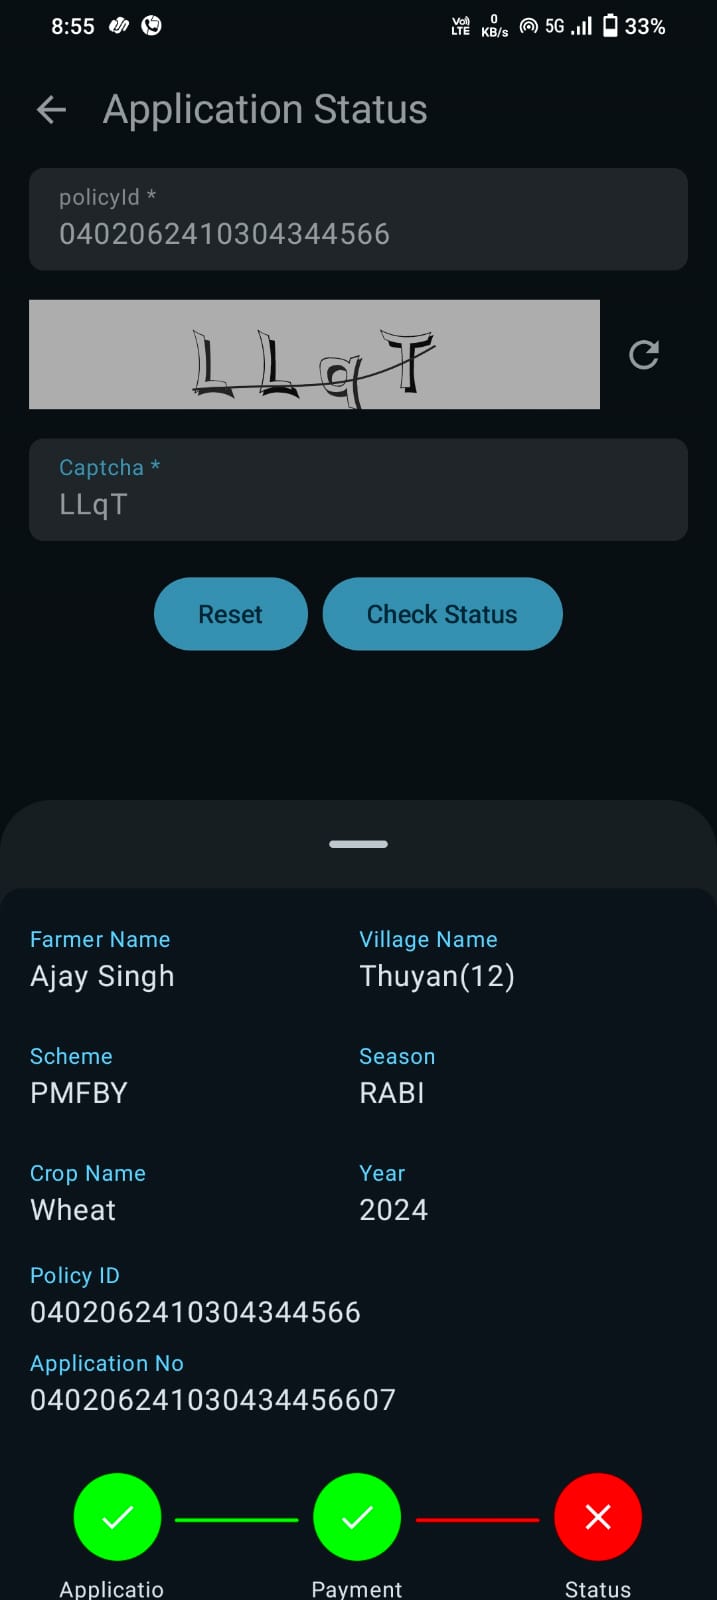 8:55 Vo) LTE 0 KB/s 5G 33%
Application Status
policyId *
0402062410304344566
LLqT
Captcha *
LLqT
Reset Check Status
Farmer Name Village Name
Ajay Singh Thuyan(12)
Scheme Season
PMFBY RABI
Crop Name Year
Wheat 2024
Policy ID
0402062410304344566
Application No
040206241030434456607
Applicatio Payment Status